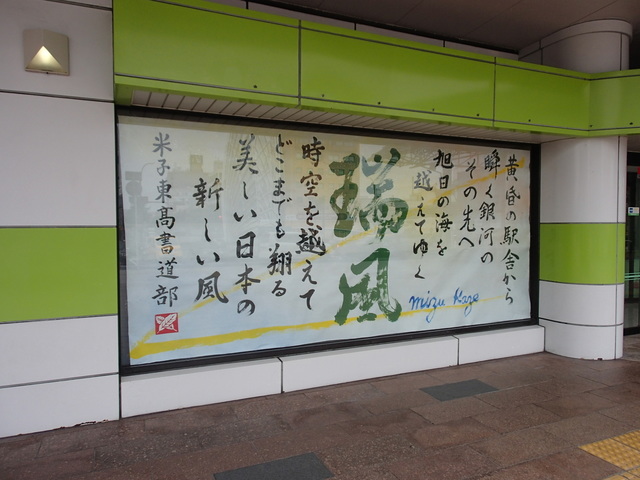 黄昏の駅舎から
瞬く銀河の
その先へ
旭日の海を
越えてゆく
瑞風
mizu Kaze
時空を越えて
どこまでも翔る
美しい日本の
新しい風
米子東高書道部